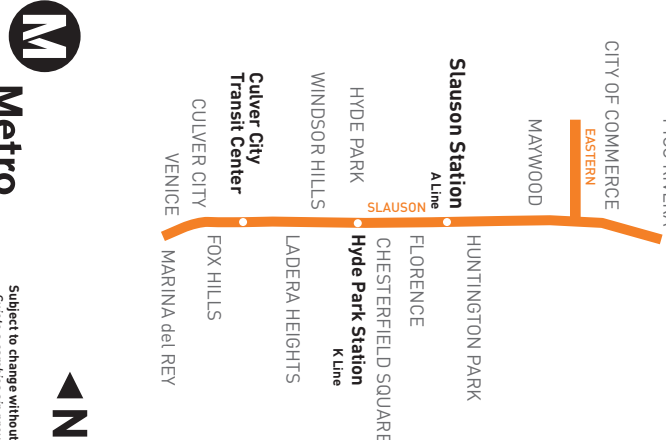 M
Metro
CULVER CITY
VENICE
Culver City
Transit Center
WINDSOR HILLS
HYDE PARK
Slauson Station
A Line
MAYWOOD
EASTERN
CITY OF COMMERCE
SLAUSON
MARINA del REY
FOX HILLS
LADERA HEIGHTS
Hyde Park Station
K Line
CHESTERFIELD SQUARE
FLORENCE
HUNTINGTON PARK
Subject to change without
N